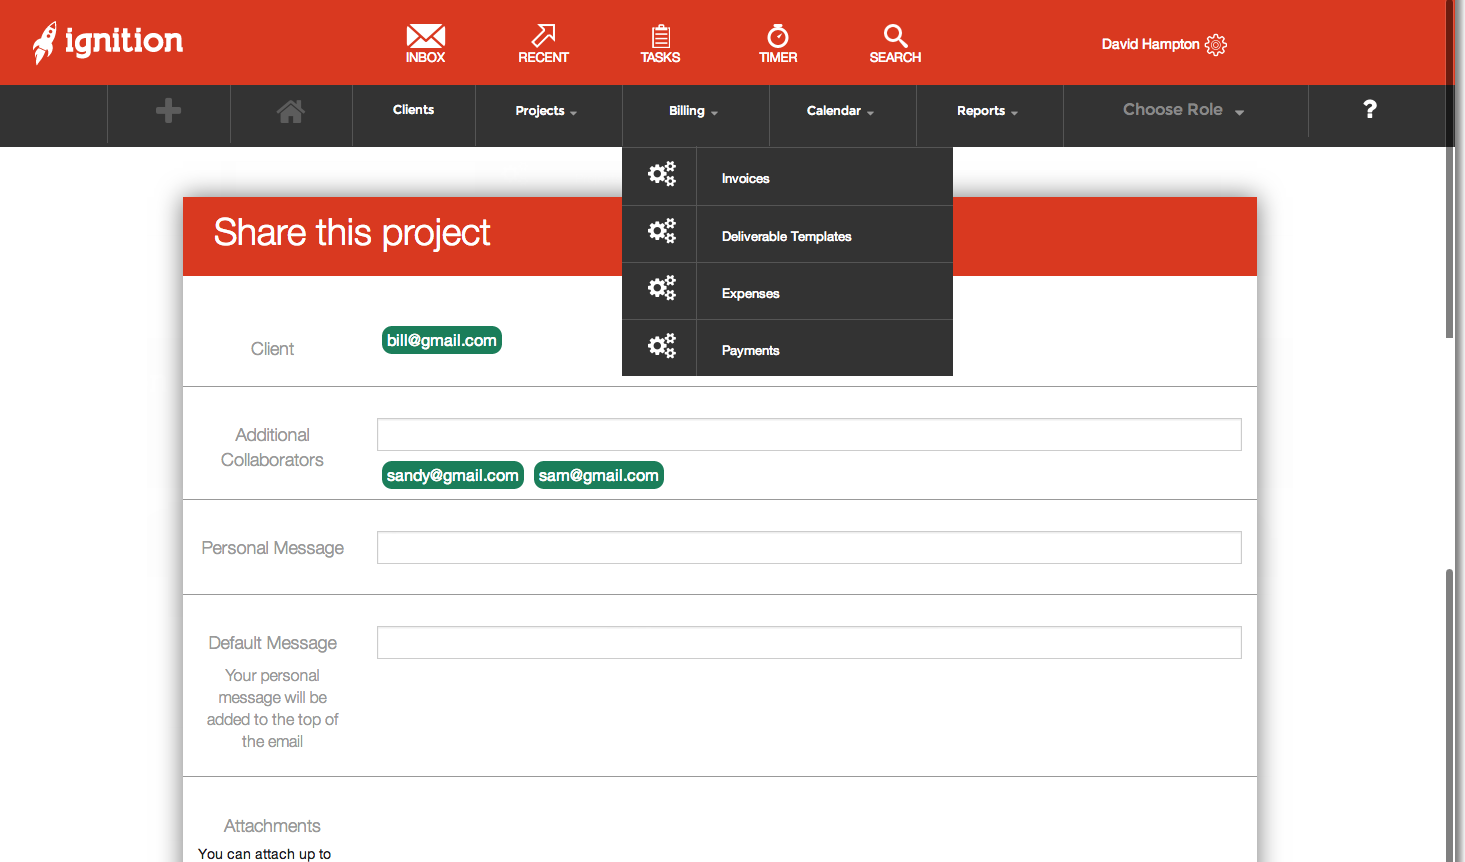 ignition
INBOX
RECENT
TASKS
TIMER
SEARCH
David Hampton
Clients
Projects
Billing
Calendar
Reports
Choose Role
?
Invoices
Deliverable Templates
Expenses
Payments
Share this project
Client
bill@gmail.com
Additional
Collaborators
sandy@gmail.com sam@gmail.com
Personal Message
Default Message
Your personal
message will be
added to the top of
the email
Attachments
You can attach up to